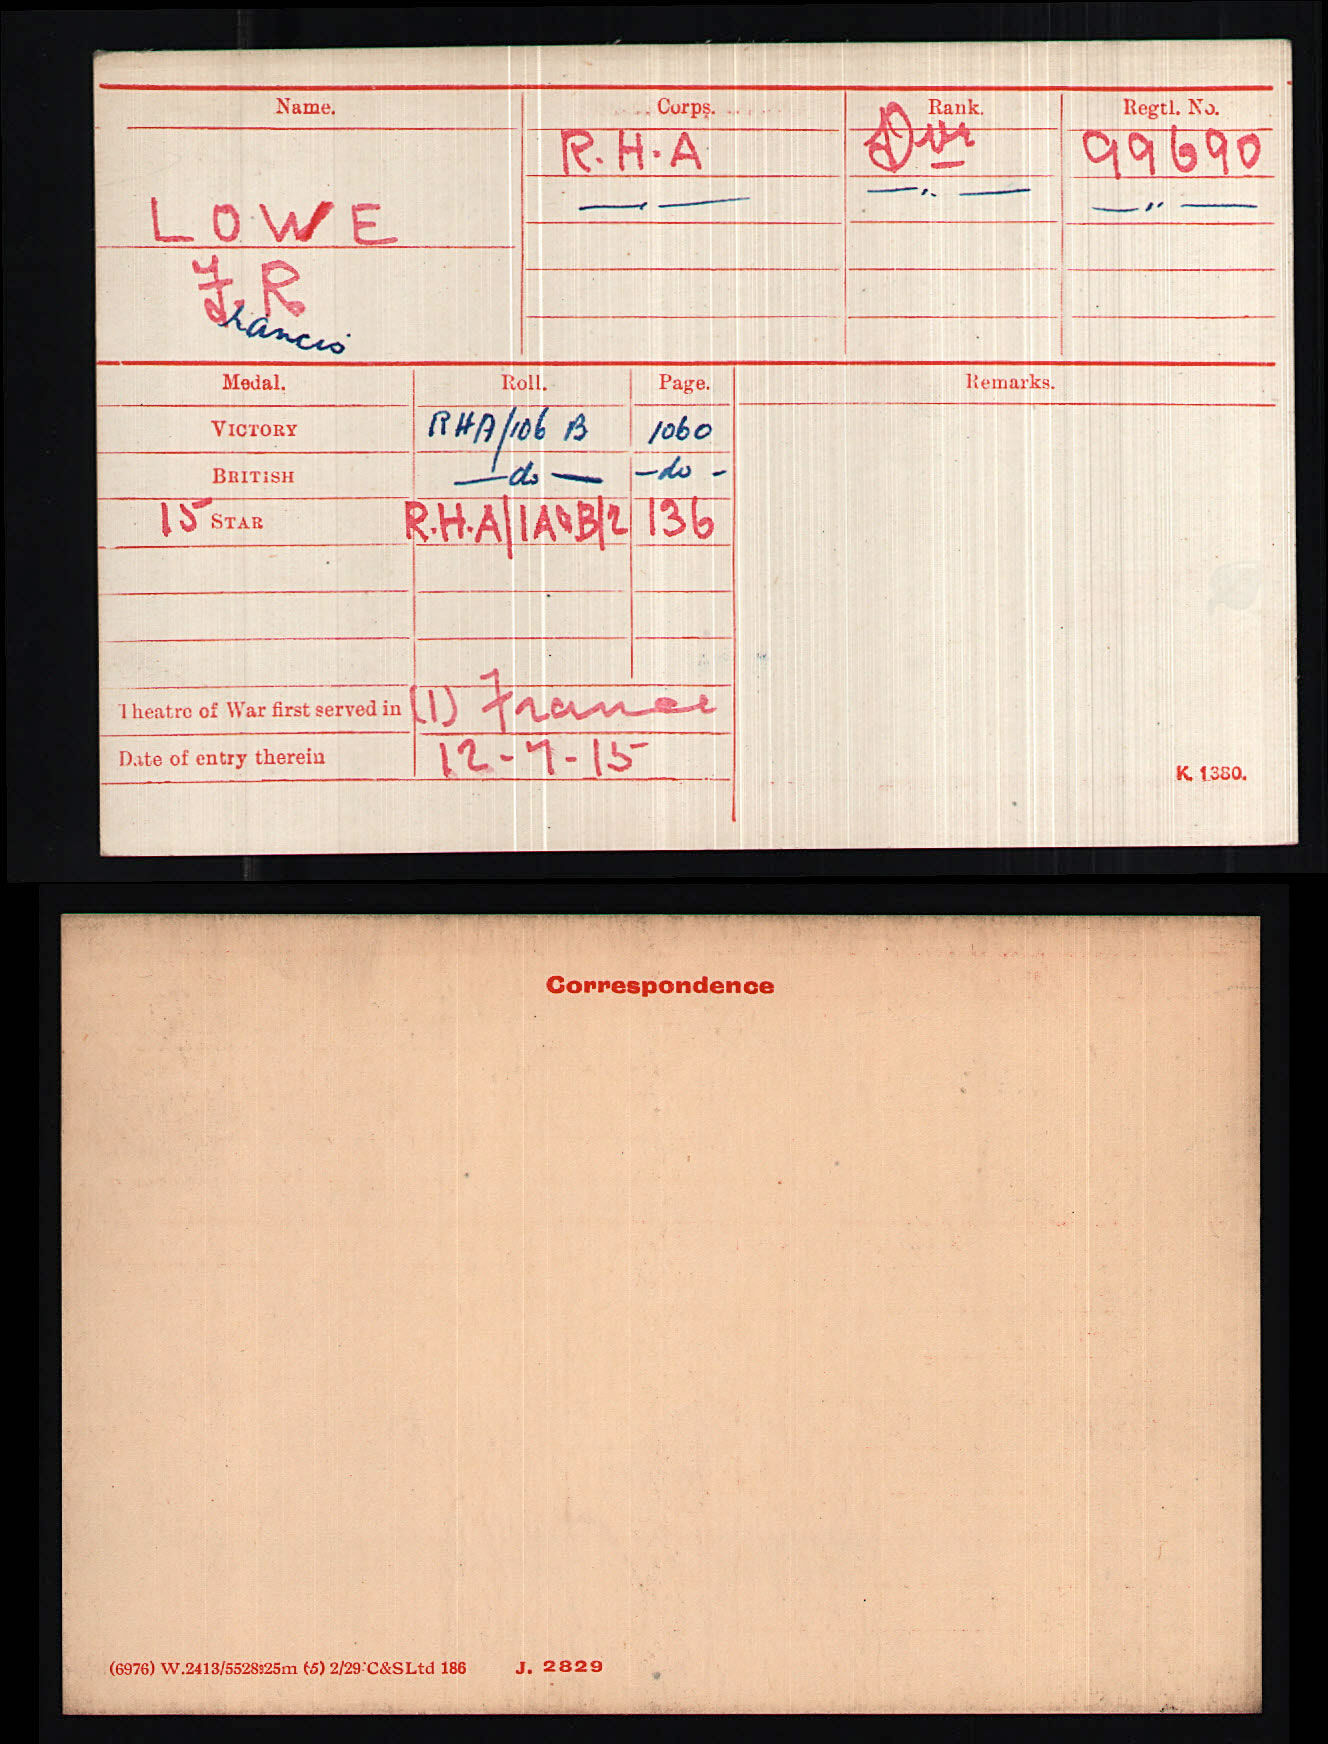 Name. Corps. Rank. Regtl. No.
R.H.A Dvr 99690
— " — — " — — " —
LOWE
F. R
Francis
Medal. Roll. Page. Remarks.
VICTORY RHA/106 B 1060
BRITISH — do — - do -
15 STAR R.H.A/1A&B/2 136
Theatre of War first served in (1) France
Date of entry therein 12-7-15
K. 1380.
Correspondence
(6976) W.2413/5528 25m (5) 2/29 C&S Ltd 186 J. 2829